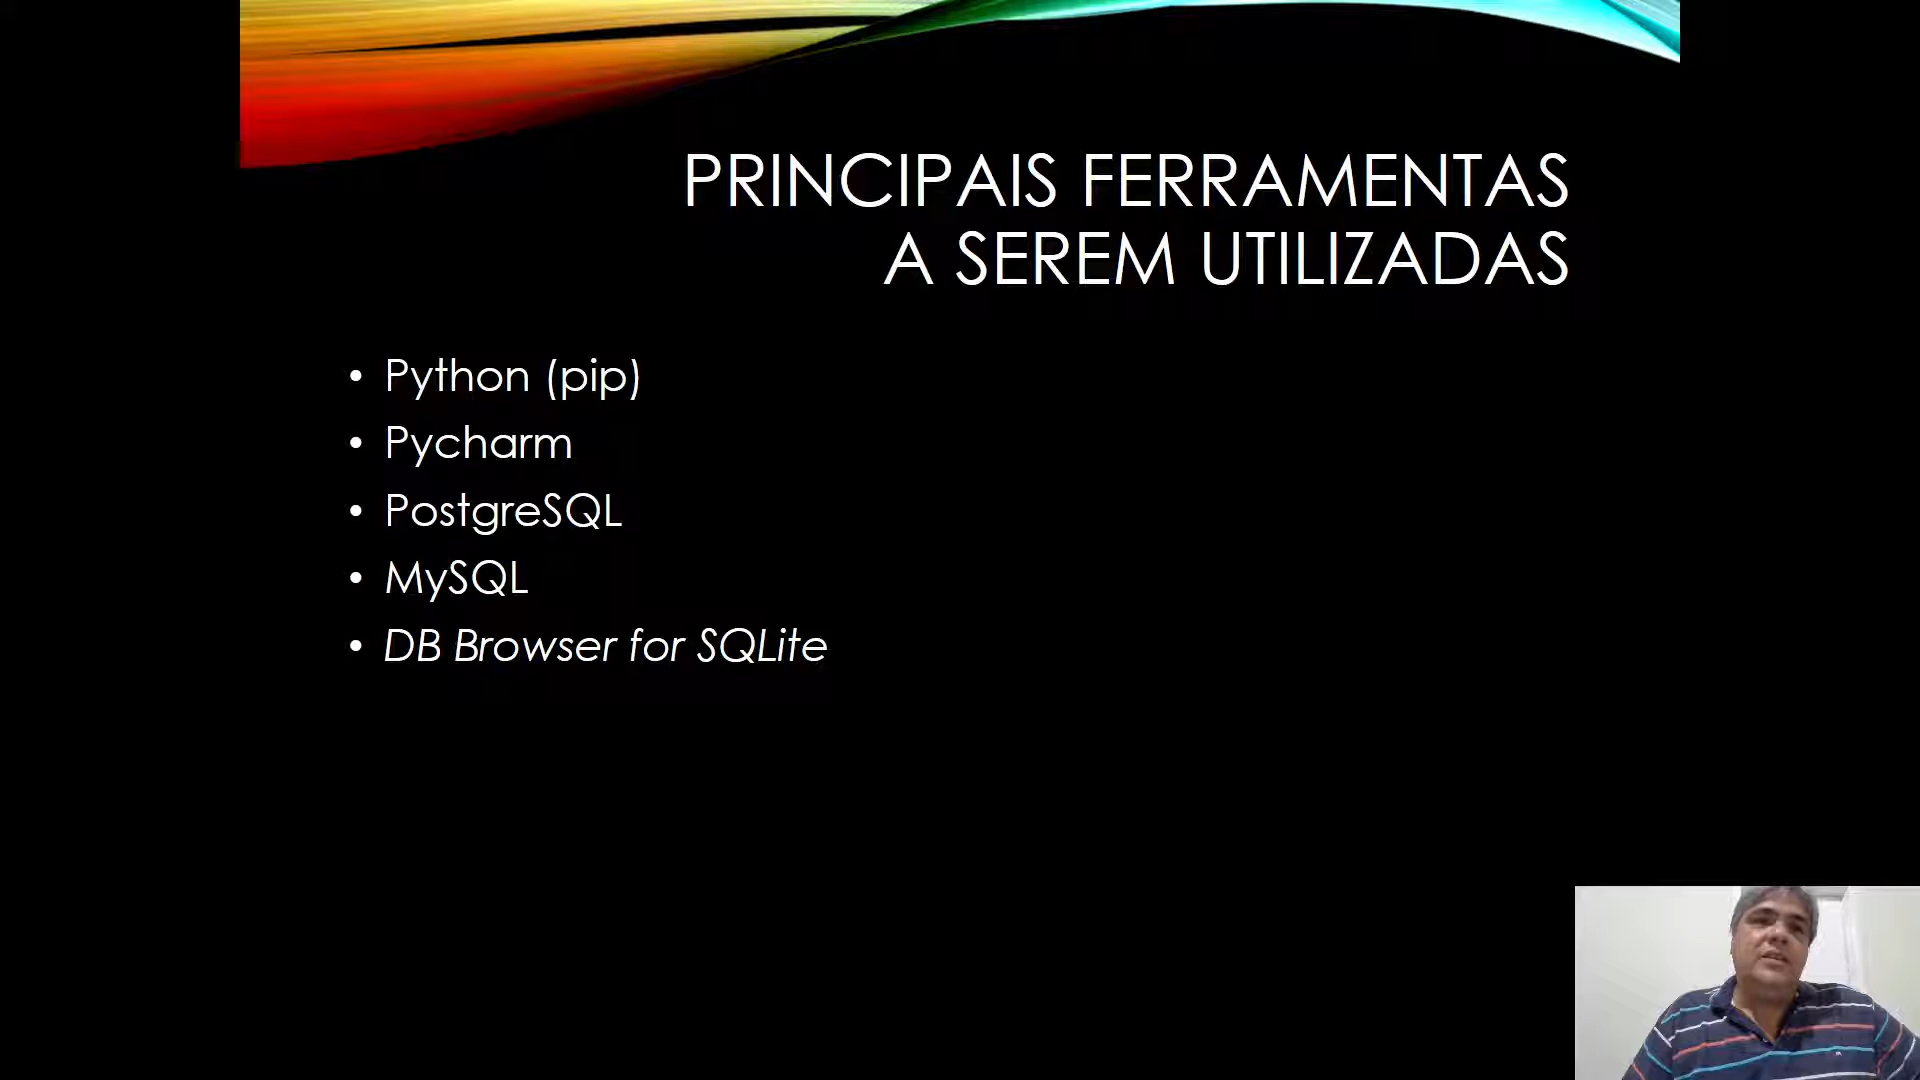 PRINCIPAIS FERRAMENTAS
A SEREM UTILIZADAS
• Python (pip)
• Pycharm
• PostgreSQL
• MySQL
• DB Browser for SQLite